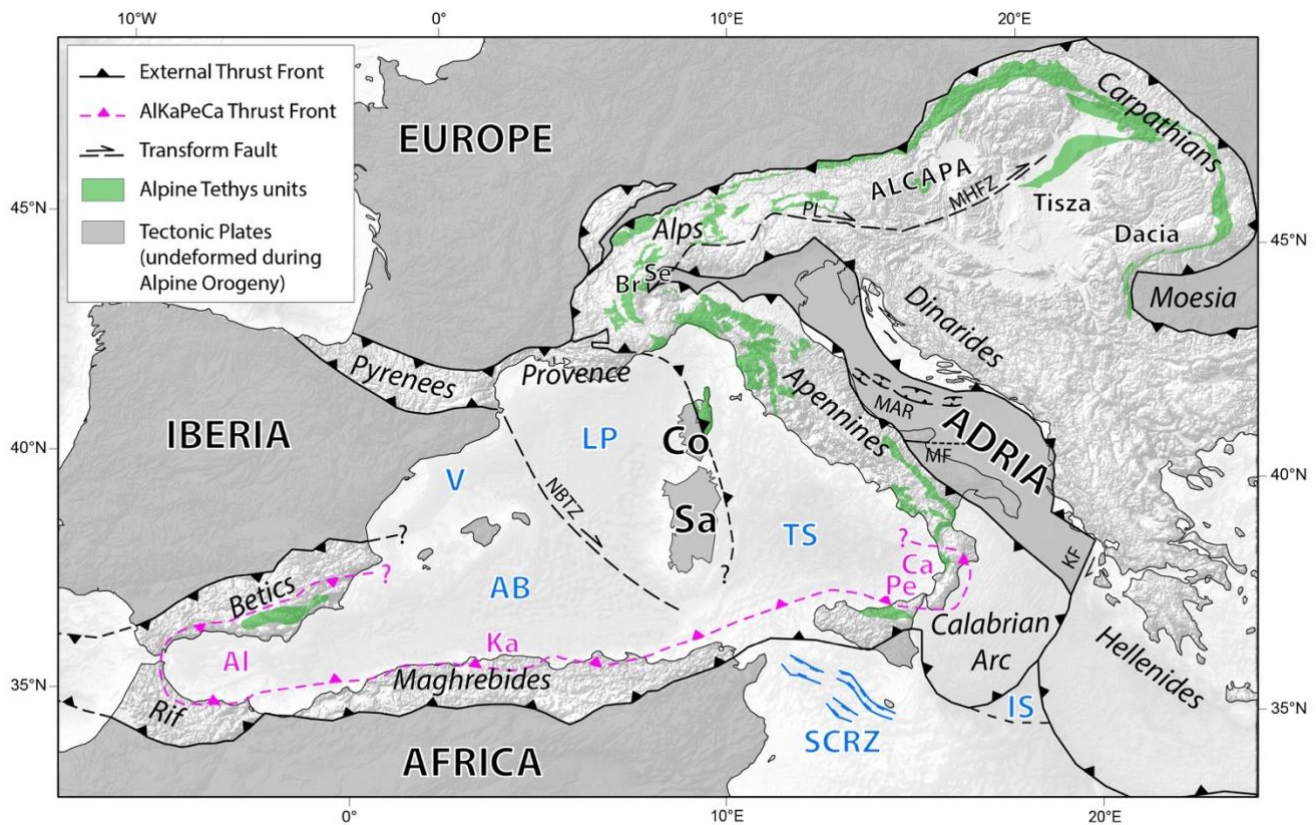 10°W 0° 10°E 20°E
External Thrust Front
AlKaPeCa Thrust Front
Transform Fault
Alpine Tethys units
Tectonic Plates
(undeformed during
Alpine Orogeny)
EUROPE
Carpathians
ALCAPA
MHFZ
PL
Tisza
45°N
Alps
Dacia
45°N
Se
Br
Moesia
Dinarides
Provence
Pyrenees
Apennines
MAR
ADRIA
IBERIA
LP
Co
MF
40°N
40°N
V
NBTZ
Sa
TS
?
KF
?
Ca
?
Betics
?
AB
Pe
Calabrian
Arc
Hellenides
Al
Ka
Maghrebides
35°N
IS
35°N
Rif
SCRZ
AFRICA
0° 10°E 20°E